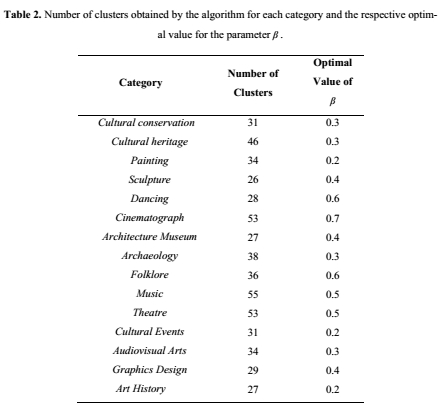 Table 2. Number of clusters obtained by the algorithm for each category and the respective optim-
al value for the parameter β .
Category Number of Clusters Optimal Value of β
Cultural conservation 31 0.3
Cultural heritage 46 0.3
Painting 34 0.2
Sculpture 26 0.4
Dancing 28 0.6
Cinematograph 53 0.7
Architecture Museum 27 0.4
Archaeology 38 0.3
Folklore 36 0.6
Music 55 0.5
Theatre 53 0.5
Cultural Events 31 0.2
Audiovisual Arts 34 0.3
Graphics Design 29 0.4
Art History 27 0.2